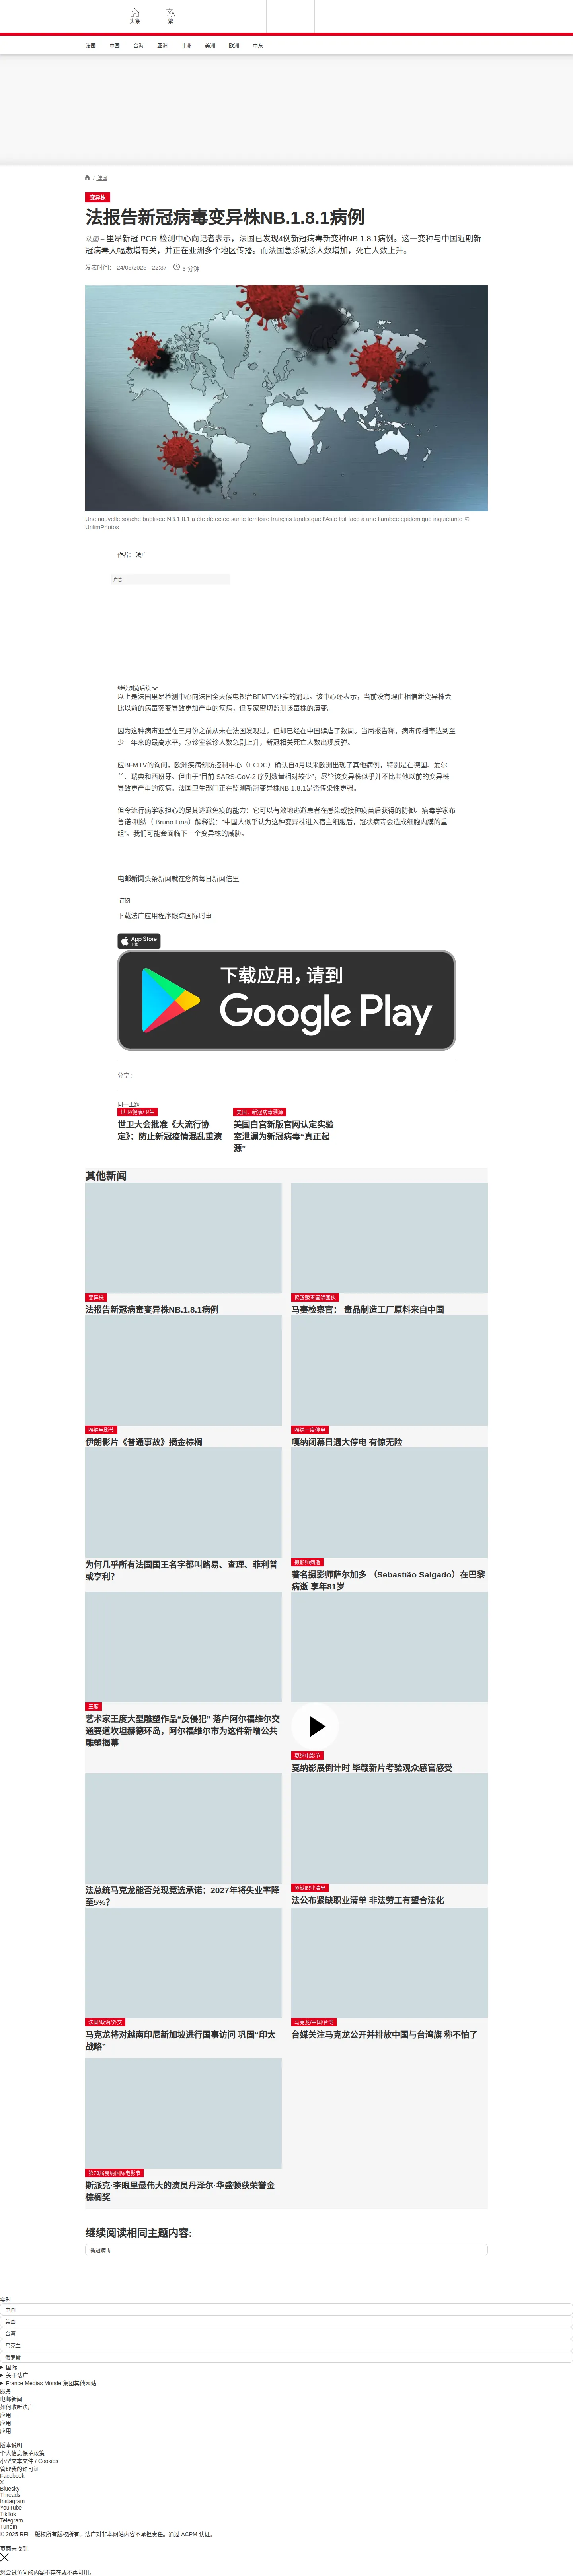 头条
繁
法国
中国
台海
亚洲
非洲
美洲
欧洲
中东
/ 法国
变异株
法报告新冠病毒变异株NB.1.8.1病例
法国 – 里昂新冠 PCR 检测中心向记者表示，法国已发现4例新冠病毒新变种NB.1.8.1病例。这一变种与中国近期新
冠病毒大幅激增有关，并正在亚洲多个地区传播。而法国急诊就诊人数增加，死亡人数上升。
发表时间： 24/05/2025 - 22:37
3 分钟
Une nouvelle souche baptisée NB.1.8.1 a été détectée sur le territoire français tandis que l'Asie fait face à une flambée épidémique inquiétante ©
UnlimPhotos
作者： 法广
广告
继续浏览后续
以上是法国里昂检测中心向法国全天候电视台BFMTV证实的消息。该中心还表示，当前没有理由相信新变异株会
比以前的病毒突变导致更加严重的疾病，但专家密切监测该毒株的演变。
因为这种病毒亚型在三月份之前从未在法国发现过，但却已经在中国肆虐了数周。当局报告称，病毒传播率达到至
少一年来的最高水平，急诊室就诊人数急剧上升，新冠相关死亡人数出现反弹。
应BFMTV的询问，欧洲疾病预防控制中心（ECDC）确认自4月以来欧洲出现了其他病例，特别是在德国、爱尔
兰、瑞典和西班牙。但由于“目前 SARS-CoV-2 序列数量相对较少”，尽管该变异株似乎并不比其他以前的变异株
导致更严重的疾病。法国卫生部门正在监测新冠变异株NB.1.8.1是否传染性更强。
但令流行病学家担心的是其逃避免疫的能力：它可以有效地逃避患者在感染或接种疫苗后获得的防御。病毒学家布
鲁诺·利纳（ Bruno Lina）解释说：“中国人似乎认为这种变异株进入宿主细胞后，冠状病毒会造成细胞内膜的重
组”。我们可能会面临下一个变异株的威胁。
电邮新闻头条新闻就在您的每日新闻信里
订阅
下载法广应用程序跟踪国际时事
App Store
下载
下载应用，请到
Google Play
分享 :
同一主题
世卫/健康/卫生
世卫大会批准《大流行协
定》：防止新冠疫情混乱重演
美国、新冠病毒溯源
美国白宫新版官网认定实验
室泄漏为新冠病毒“真正起
源”
其他新闻
变异株
法报告新冠病毒变异株NB.1.8.1病例
捣毁贩毒国际团伙
马赛检察官： 毒品制造工厂原料来自中国
嘎纳电影节
伊朗影片《普通事故》摘金棕榈
嘎纳一度停电
嘎纳闭幕日遇大停电 有惊无险
为何几乎所有法国国王名字都叫路易、查理、菲利普
或亨利？
摄影师病逝
著名摄影师萨尔加多 （Sebastião Salgado）在巴黎
病逝 享年81岁
王度
艺术家王度大型雕塑作品“反侵犯” 落户阿尔福维尔交
通要道坎坦赫德环岛，阿尔福维尔市为这件新增公共
雕塑揭幕
戛纳电影节
戛纳影展倒计时 毕赣新片考验观众感官感受
法总统马克龙能否兑现竞选承诺：2027年将失业率降
至5%？
紧缺职业清单
法公布紧缺职业清单 非法劳工有望合法化
法国/政治/外交
马克龙将对越南印尼新加坡进行国事访问 巩固“印太
战略”
马克龙/中国/台湾
台媒关注马克龙公开并排放中国与台湾旗 称不怕了
第78届戛纳国际电影节
斯派克·李眼里最伟大的演员丹泽尔·华盛顿获荣誉金
棕榈奖
继续阅读相同主题内容:
新冠病毒
实时
中国
美国
台湾
乌克兰
俄罗斯
国际
关于法广
France Médias Monde 集团其他网站
服务
电邮新闻
如何收听法广
应用
应用
应用
版本说明
个人信息保护政策
小型文本文件 / Cookies
管理我的许可证
Facebook
X
Bluesky
Threads
Instagram
YouTube
TikTok
Telegram
TuneIn
© 2025 RFI – 版权所有版权所有。法广对非本网站内容不承担责任。通过 ACPM 认证。
页面未找到
您尝试访问的内容不存在或不再可用。